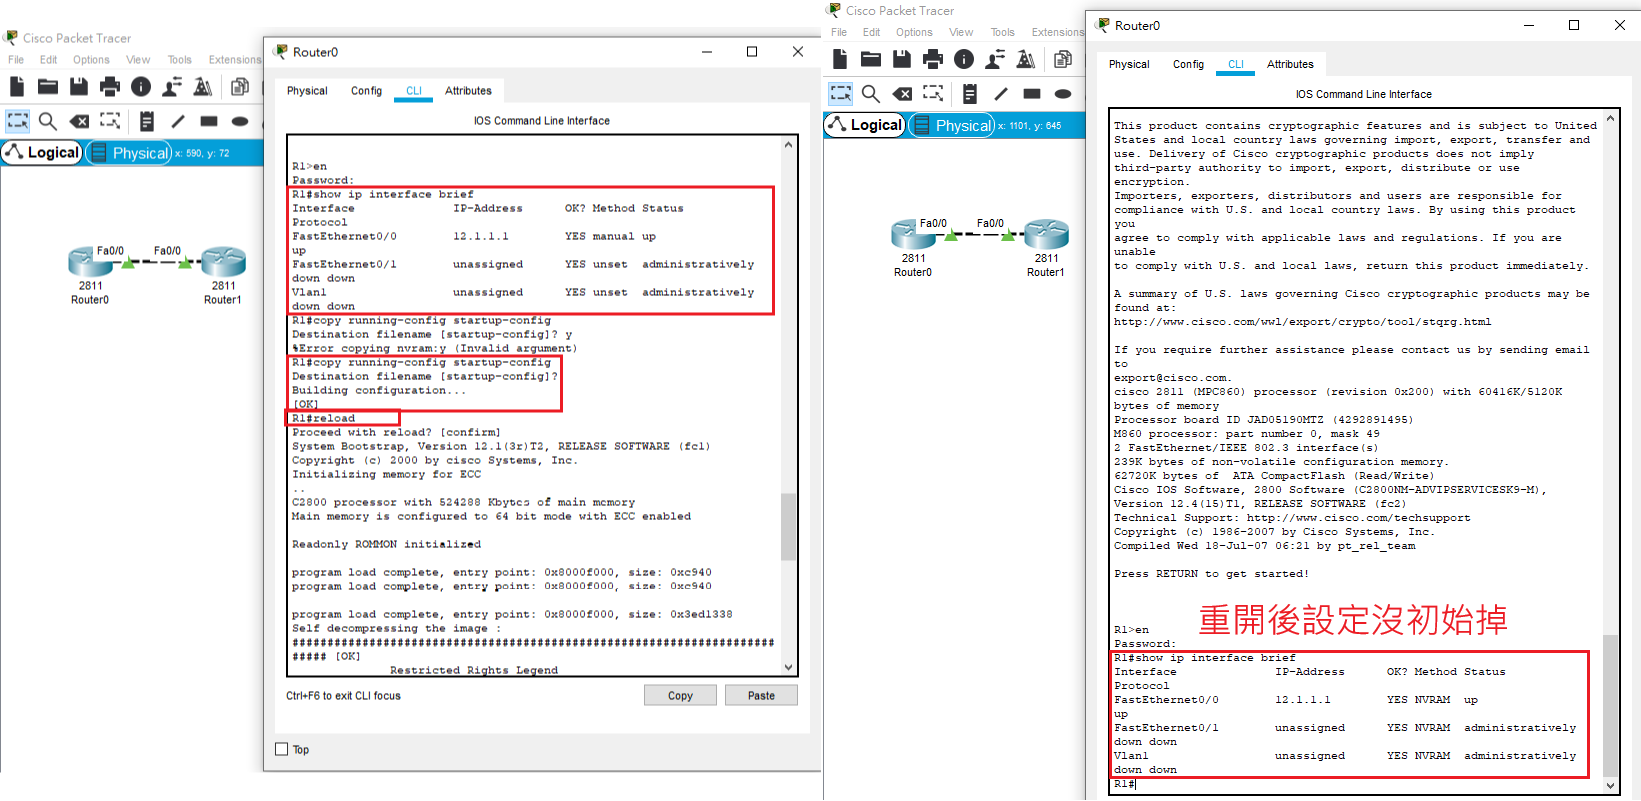 Cisco Packet Tracer
File Edit Options View Tools Extensions
Logical Physical x: 590, y: 72
Fa0/0 Fa0/0
2811 2811
Router0 Router1
Router0
Physical Config CLI Attributes
IOS Command Line Interface
R1>en
Password:
R1#show ip interface brief
Interface IP-Address OK? Method Status
Protocol
FastEthernet0/0 12.1.1.1 YES manual up
up
FastEthernet0/1 unassigned YES unset administratively
down down
Vlan1 unassigned YES unset administratively
down down
R1#copy running-config startup-config
Destination filename [startup-config]? y
%Error copying nvram:y (Invalid argument)
R1#copy running-config startup-config
Destination filename [startup-config]?
Building configuration...
[OK]
R1#reload
Proceed with reload? [confirm]
System Bootstrap, Version 12.1(3r)T2, RELEASE SOFTWARE (fc1)
Copyright (c) 2000 by cisco Systems, Inc.
Initializing memory for ECC
..
C2800 processor with 524288 Kbytes of main memory
Main memory is configured to 64 bit mode with ECC enabled
Readonly ROMMON initialized
program load complete, entry point: 0x8000f000, size: 0xc940
program load complete, entry point: 0x8000f000, size: 0xc940
program load complete, entry point: 0x8000f000, size: 0x3ed1338
Self decompressing the image :
#####################################################################
##### [OK]
Restricted Rights Legend
Ctrl+F6 to exit CLI focus
Copy Paste
Top
Cisco Packet Tracer
File Edit Options View Tools Extensions
Logical Physical x: 1101, y: 645
Fa0/0 Fa0/0
2811 2811
Router0 Router1
Router0
Physical Config CLI Attributes
IOS Command Line Interface
This product contains cryptographic features and is subject to United
States and local country laws governing import, export, transfer and
use. Delivery of Cisco cryptographic products does not imply
third-party authority to import, export, distribute or use
encryption.
Importers, exporters, distributors and users are responsible for
compliance with U.S. and local country laws. By using this product
you
agree to comply with applicable laws and regulations. If you are
unable
to comply with U.S. and local laws, return this product immediately.
A summary of U.S. laws governing Cisco cryptographic products may be
found at:
http://www.cisco.com/wwl/export/crypto/tool/stqrg.html
If you require further assistance please contact us by sending email
to
export@cisco.com.
cisco 2811 (MPC860) processor (revision 0x200) with 60416K/5120K
bytes of memory
Processor board ID JAD05190MTZ (4292891495)
M860 processor: part number 0, mask 49
2 FastEthernet/IEEE 802.3 interface(s)
239K bytes of non-volatile configuration memory.
62720K bytes of ATA CompactFlash (Read/Write)
Cisco IOS Software, 2800 Software (C2800NM-ADVIPSERVICESK9-M),
Version 12.4(15)T1, RELEASE SOFTWARE (fc2)
Technical Support: http://www.cisco.com/techsupport
Copyright (c) 1986-2007 by Cisco Systems, Inc.
Compiled Wed 18-Jul-07 06:21 by pt_rel_team
Press RETURN to get started!
重開後設定沒初始掉
R1>en
Password:
R1#show ip interface brief
Interface IP-Address OK? Method Status
Protocol
FastEthernet0/0 12.1.1.1 YES NVRAM up
up
FastEthernet0/1 unassigned YES NVRAM administratively
down down
Vlan1 unassigned YES NVRAM administratively
down down
R1#